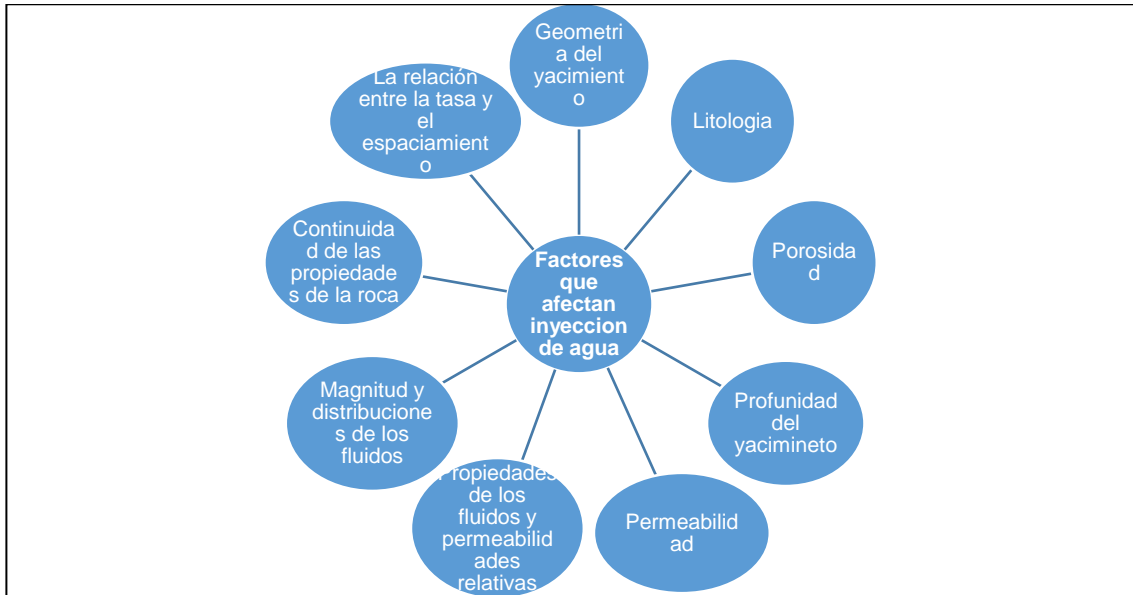 Geometri
a del
yacimient
o
Litologia
Porosida
d
Profunidad
del
yacimineto
Permeabilid
ad
Propiedades
de los
fluidos y
permeabilid
ades
relativas
Magnitud y
distribucione
s de los
fluidos
Continuida
d de las
propiedade
s de la roca
La relación
entre la tasa y
el
espaciamient
o
Factores
que
afectan
inyeccion
de agua